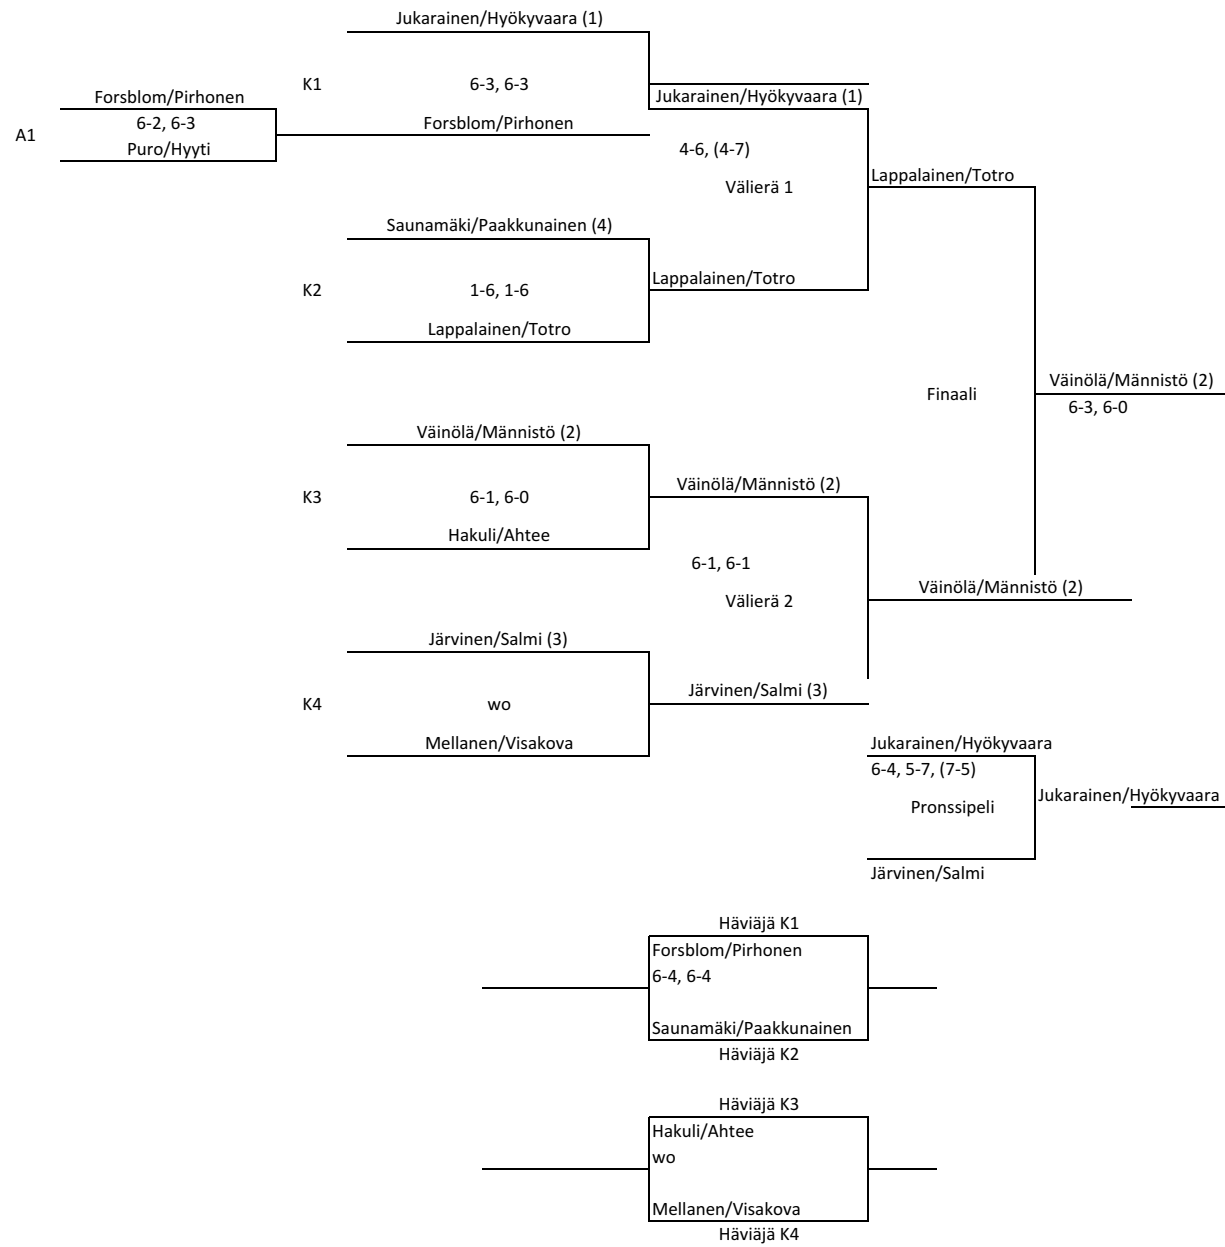 Jukarainen/Hyökyvaara (1)
K1
6-3, 6-3
Forsblom/Pirhonen
Jukarainen/Hyökyvaara (1)
A1
6-2, 6-3
Forsblom/Pirhonen
Puro/Hyyti
4-6, (4-7)
Välierä 1
Lappalainen/Totro
Saunamäki/Paakkunainen (4)
K2
1-6, 1-6
Lappalainen/Totro
Lappalainen/Totro
Finaali
Väinölä/Männistö (2)
6-3, 6-0
Väinölä/Männistö (2)
K3
6-1, 6-0
Väinölä/Männistö (2)
Hakuli/Ahtee
6-1, 6-1
Välierä 2
Väinölä/Männistö (2)
Järvinen/Salmi (3)
K4
wo
Järvinen/Salmi (3)
Mellanen/Visakova
Jukarainen/Hyökyvaara
6-4, 5-7, (7-5)
Pronssipeli
Jukarainen/Hyökyvaara
Järvinen/Salmi
Häviäjä K1
Forsblom/Pirhonen
6-4, 6-4
Saunamäki/Paakkunainen
Häviäjä K2
Häviäjä K3
Hakuli/Ahtee
wo
Mellanen/Visakova
Häviäjä K4